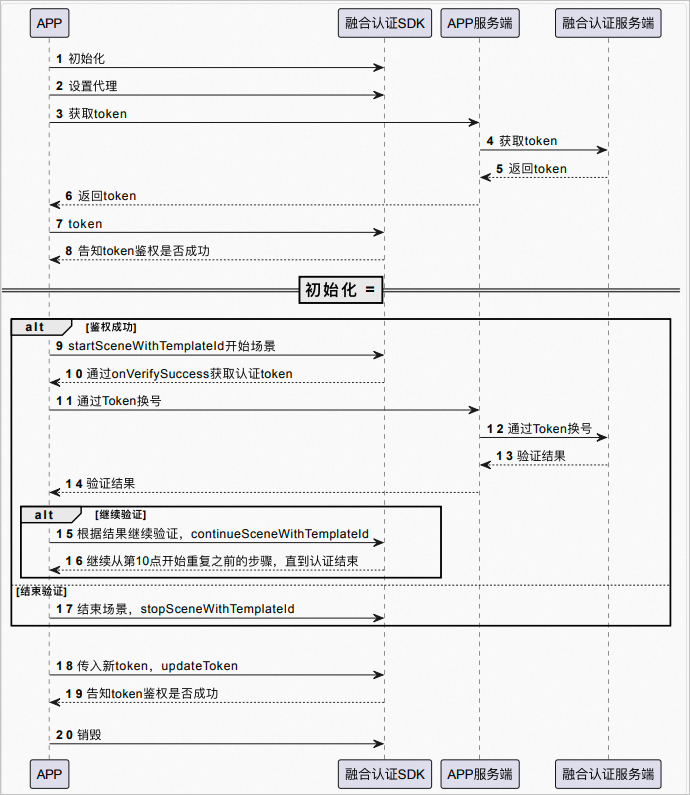 APP 融合认证SDK APP服务端 融合认证服务端
1 初始化
2 设置代理
3 获取token
4 获取token
5 返回token
6 返回token
7 token
8 告知token鉴权是否成功
初始化 =
alt [鉴权成功]
9 startSceneWithTemplateId开始场景
10 通过onVerifySuccess获取认证token
11 通过Token换号
12 通过Token换号
13 验证结果
14 验证结果
alt [继续验证]
15 根据结果继续验证，continueSceneWithTemplateId
16 继续从第10点开始重复之前的步骤，直到认证结束
[结束验证]
17 结束场景，stopSceneWithTemplateId
18 传入新token，updateToken
19 告知token鉴权是否成功
20 销毁
APP 融合认证SDK APP服务端 融合认证服务端